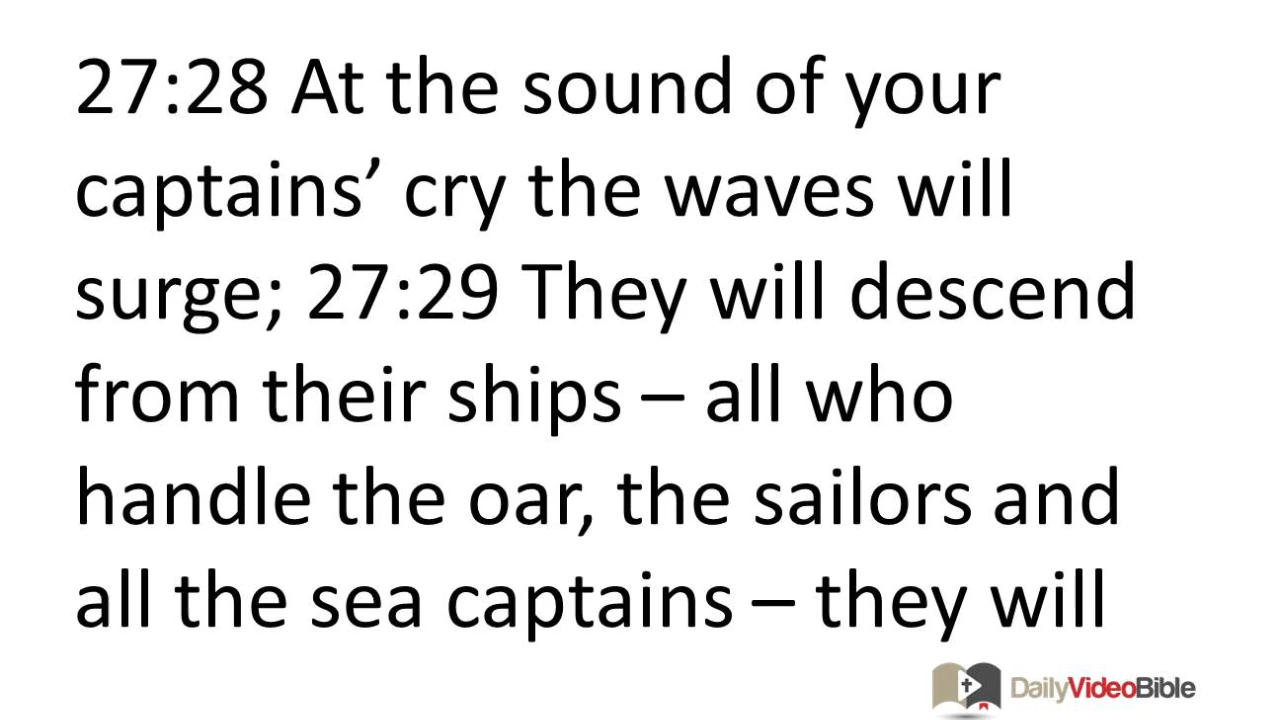 27:28 At the sound of your
captains’ cry the waves will
surge; 27:29 They will descend
from their ships – all who
handle the oar, the sailors and
all the sea captains – they will
DailyVideoBible